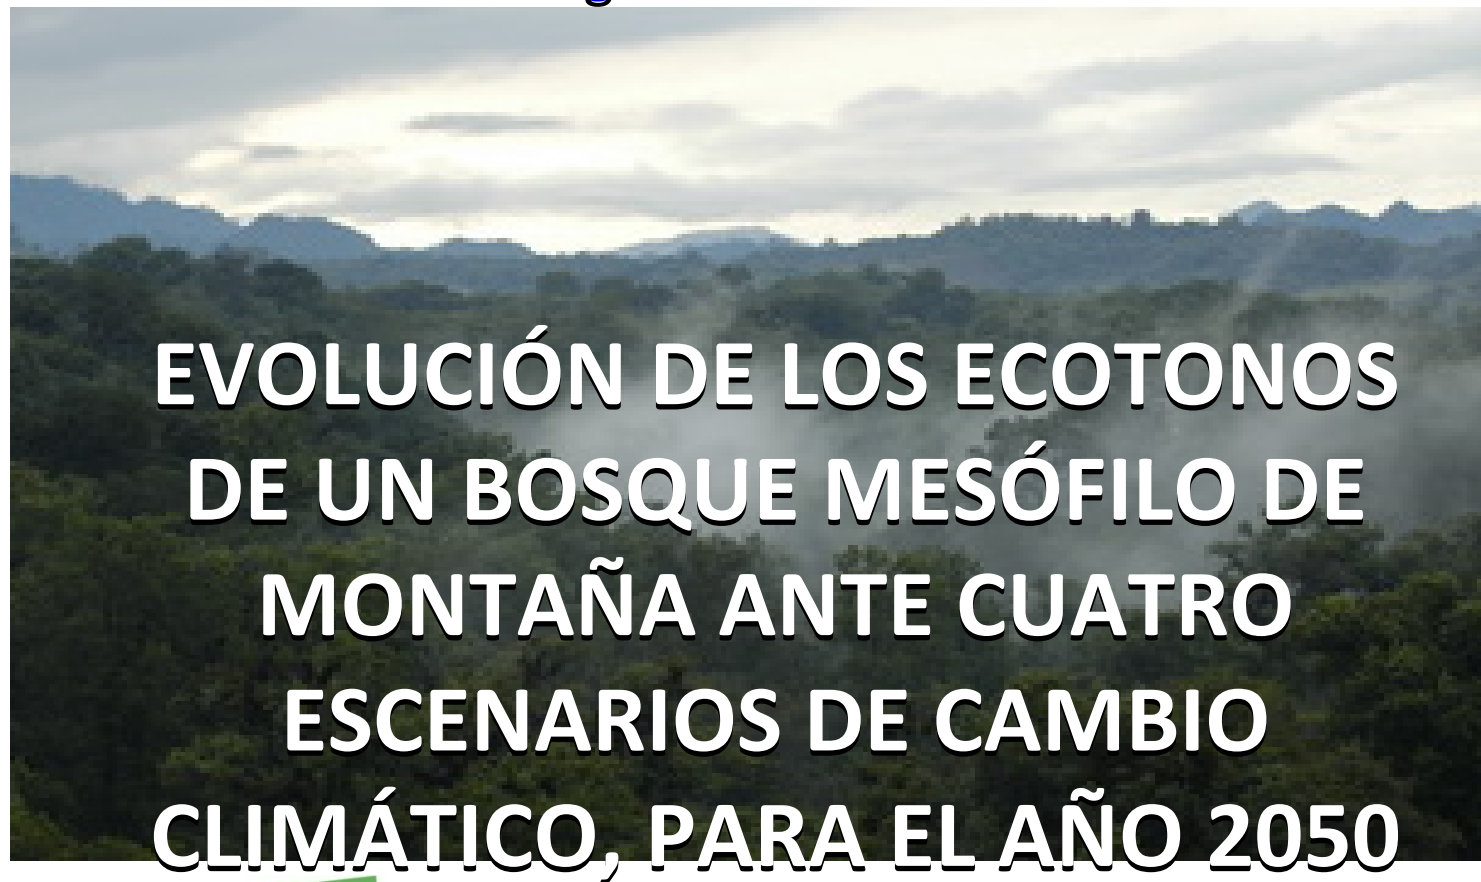 EVOLUCIÓN DE LOS ECOTONOS
DE UN BOSQUE MESÓFILO DE
MONTAÑA ANTE CUATRO
ESCENARIOS DE CAMBIO
CLIMÁTICO, PARA EL AÑO 2050